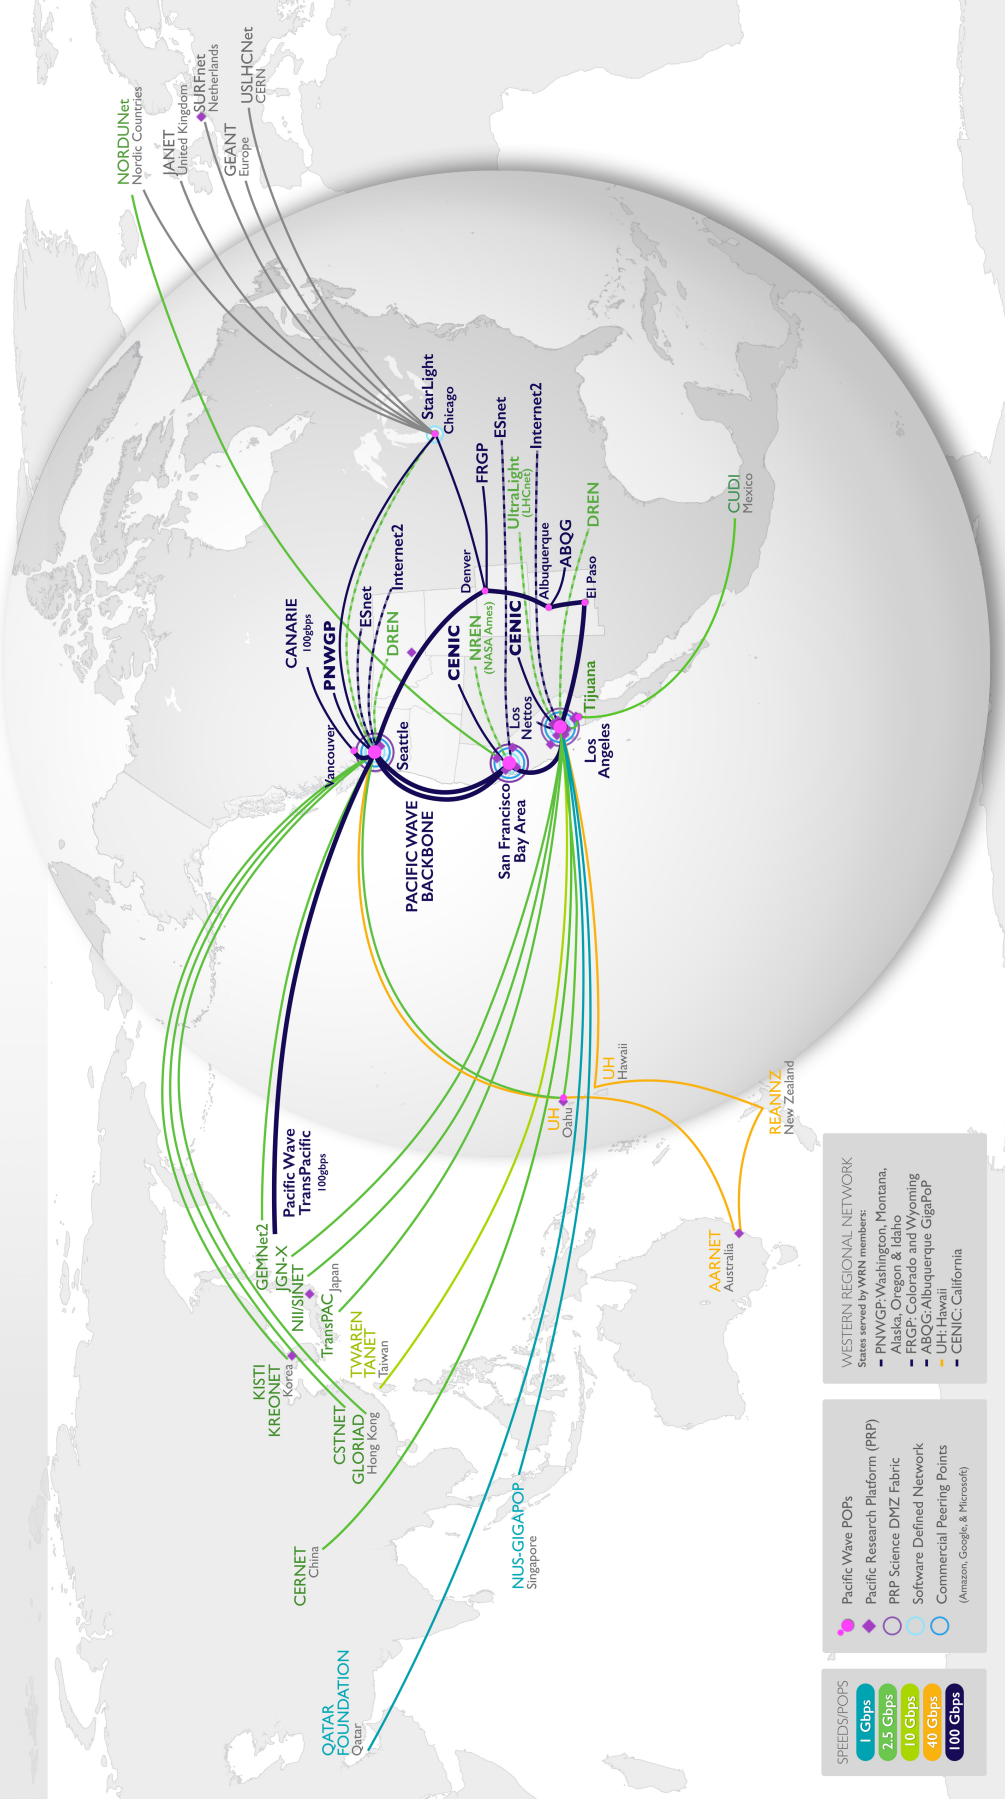 NORDUNet
Nordic Countries
JANET
United Kingdom
SURFnet
Netherlands
GEANT
Europe
USLHCNet
CERN
StarLight
Chicago
FRGP
ESnet
Internet2
UltraLight
(LHCnet)
DREN
CUDI
Mexico
Denver
Albuquerque
ABQG
El Paso
CANARIE
100gbps
PNWGP
ESnet
Internet2
DREN
CENIC
NREN
(NASA Ames)
CENIC
Tijuana
Vancouver
Seattle
Los
Nettos
Los
Angeles
San Francisco
Bay Area
PACIFIC WAVE
BACKBONE
Pacific Wave
TransPacific
100gbps
GEMNet2
JGN-X
NII/SINET
TransPAC
Japan
TWAREN
TANET
Taiwan
KISTI
KREONET
Korea
CSTNET
GLORIAD
Hong Kong
CERNET
China
QATAR
FOUNDATION
Qatar
NUS-GIGAPOP
Singapore
UH
Oahu
UH
Hawaii
REANNZ
New Zealand
AARNET
Australia
SPEEDS/POPS
1 Gbps
2.5 Gbps
10 Gbps
40 Gbps
100 Gbps
Pacific Wave POPs
Pacific Research Platform (PRP)
PRP Science DMZ Fabric
Software Defined Network
Commercial Peering Points
(Amazon, Google, & Microsoft)
WESTERN REGIONAL NETWORK
States served by WRN members:
PNWGP: Washington, Montana,
Alaska, Oregon & Idaho
FRGP: Colorado and Wyoming
ABQG: Albuquerque GigaPoP
UH: Hawaii
CENIC: California